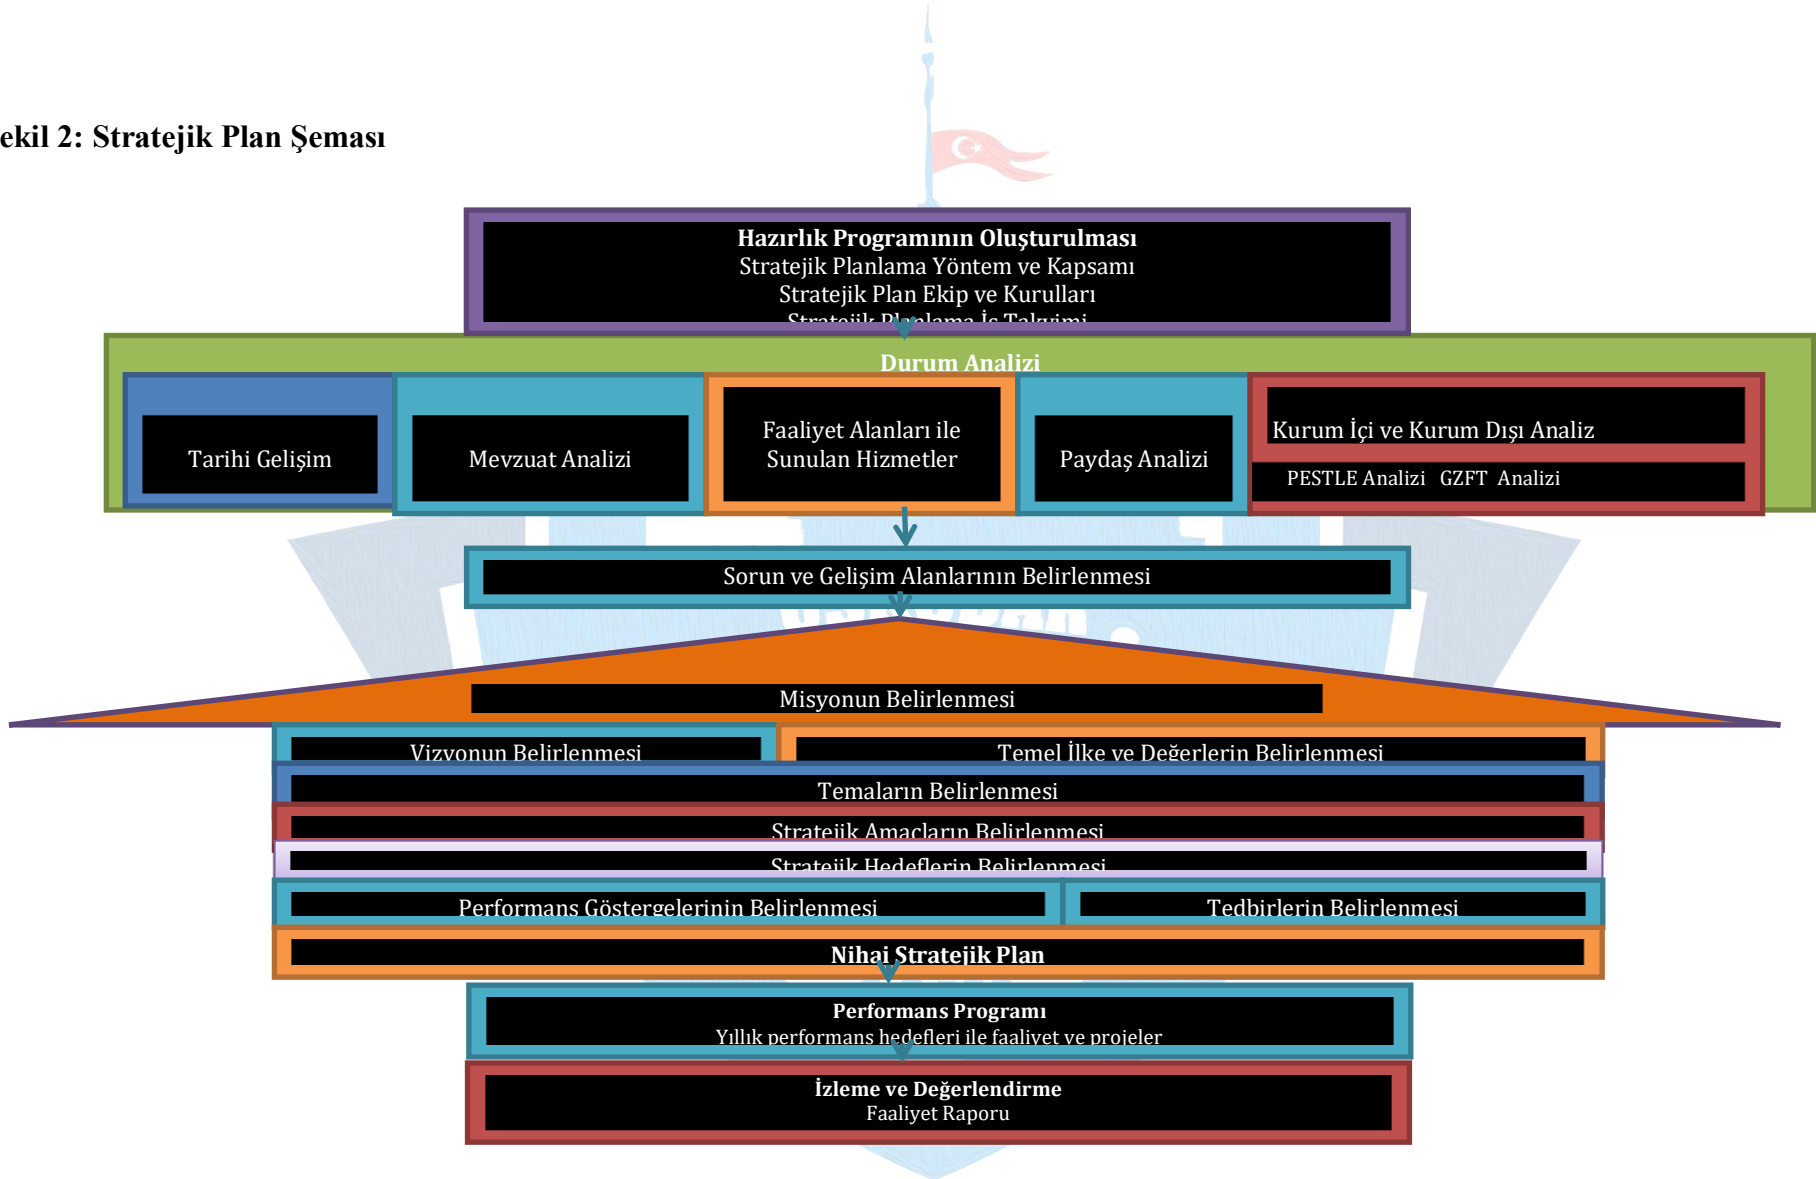 ekil 2: Stratejik Plan Şeması
Hazırlık Programının Oluşturulması
Stratejik Planlama Yöntem ve Kapsamı
Stratejik Plan Ekip ve Kurulları
Stratejik Planlama İş Takvimi
Durum Analizi
Tarihi Gelişim
Mevzuat Analizi
Faaliyet Alanları ile
Sunulan Hizmetler
Paydaş Analizi
Kurum İçi ve Kurum Dışı Analiz
PESTLE Analizi GZFT Analizi
Sorun ve Gelişim Alanlarının Belirlenmesi
Misyonun Belirlenmesi
Vizyonun Belirlenmesi
Temel İlke ve Değerlerin Belirlenmesi
Temaların Belirlenmesi
Stratejik Amaçların Belirlenmesi
Stratejik Hedeflerin Belirlenmesi
Performans Göstergelerinin Belirlenmesi
Tedbirlerin Belirlenmesi
Nihai Stratejik Plan
Performans Programı
Yıllık performans hedefleri ile faaliyet ve projeler
İzleme ve Değerlendirme
Faaliyet Raporu